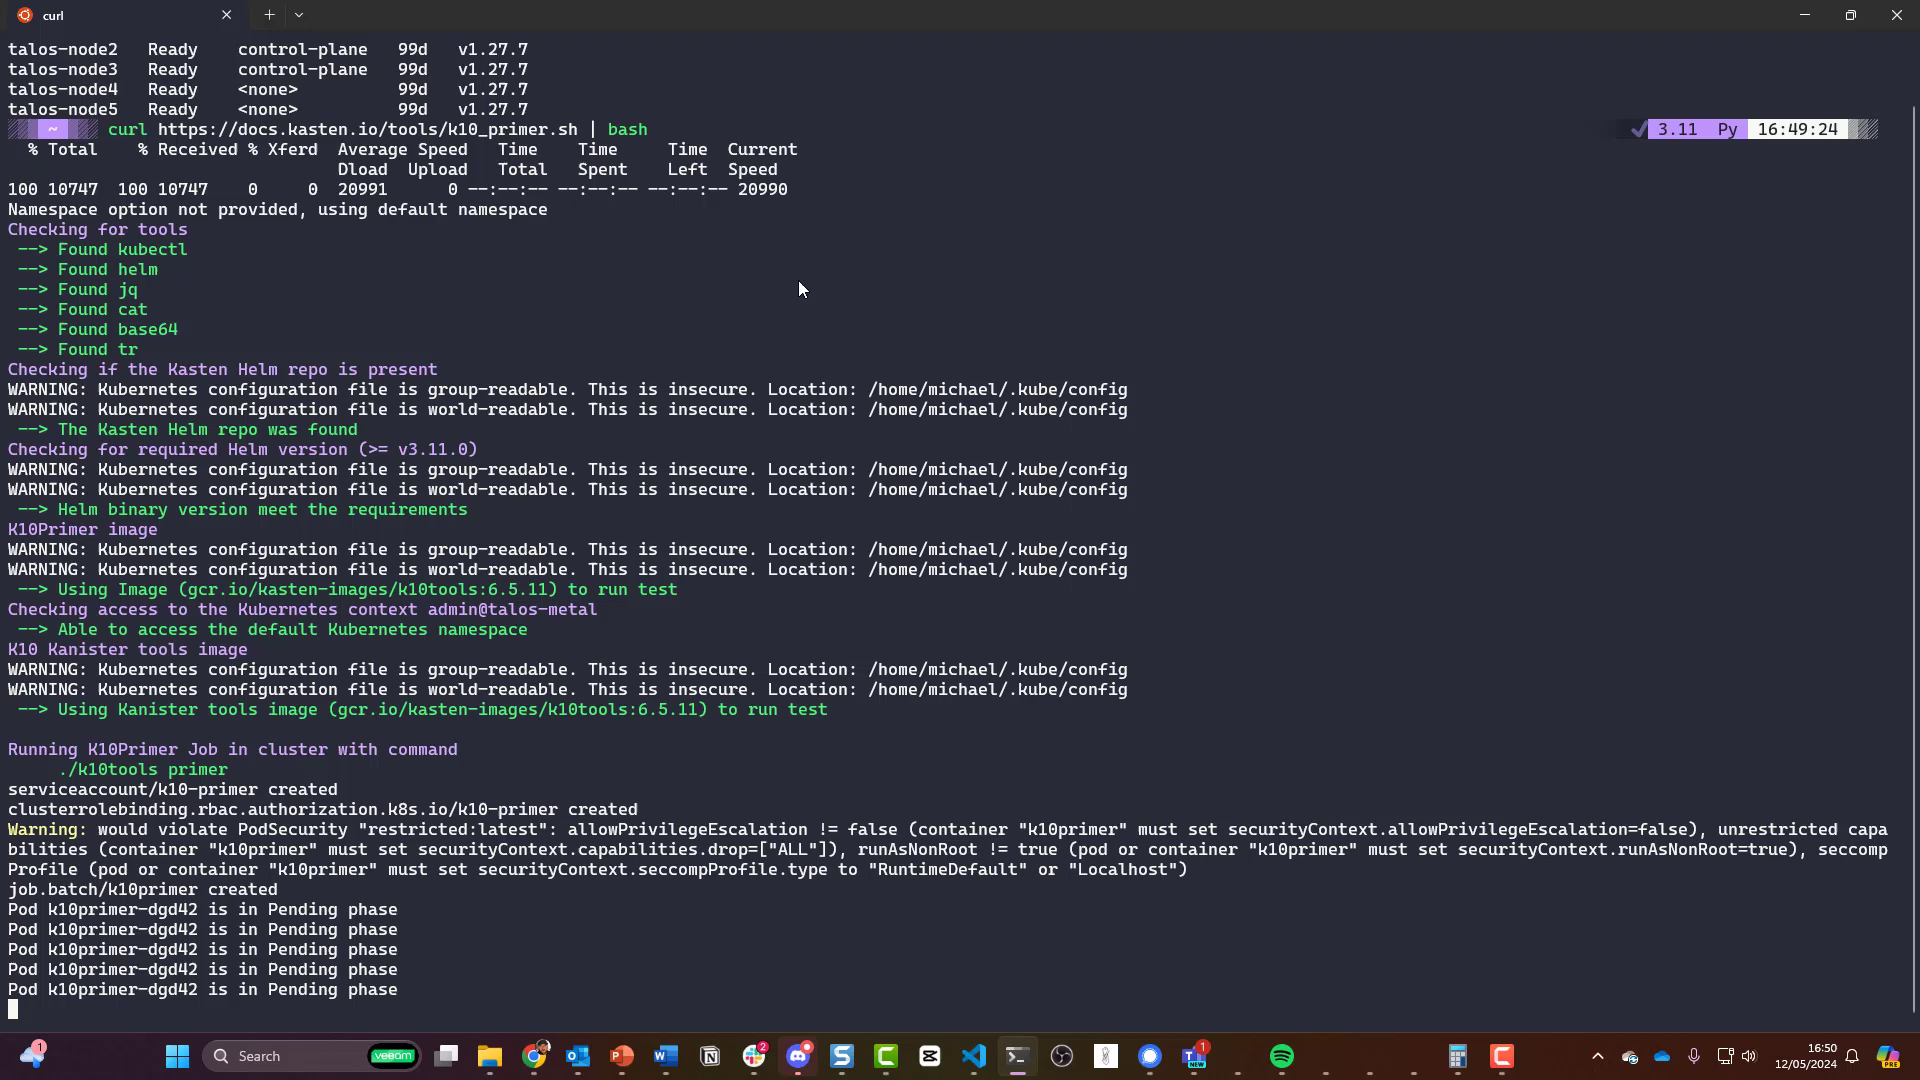 curl
talos-node2   Ready    control-plane   99d   v1.27.7
talos-node3   Ready    control-plane   99d   v1.27.7
talos-node4   Ready    <none>          99d   v1.27.7
talos-node5   Ready    <none>          99d   v1.27.7
~ curl https://docs.kasten.io/tools/k10_primer.sh | bash 3.11 Py 16:49:24
  % Total    % Received % Xferd  Average Speed   Time    Time     Time  Current
                                 Dload  Upload   Total   Spent    Left  Speed
100 10747  100 10747    0     0  20991      0 --:--:-- --:--:-- --:--:-- 20990
Namespace option not provided, using default namespace
Checking for tools
 --> Found kubectl
 --> Found helm
 --> Found jq
 --> Found cat
 --> Found base64
 --> Found tr
Checking if the Kasten Helm repo is present
WARNING: Kubernetes configuration file is group-readable. This is insecure. Location: /home/michael/.kube/config
WARNING: Kubernetes configuration file is world-readable. This is insecure. Location: /home/michael/.kube/config
 --> The Kasten Helm repo was found
Checking for required Helm version (>= v3.11.0)
WARNING: Kubernetes configuration file is group-readable. This is insecure. Location: /home/michael/.kube/config
WARNING: Kubernetes configuration file is world-readable. This is insecure. Location: /home/michael/.kube/config
 --> Helm binary version meet the requirements
K10Primer image
WARNING: Kubernetes configuration file is group-readable. This is insecure. Location: /home/michael/.kube/config
WARNING: Kubernetes configuration file is world-readable. This is insecure. Location: /home/michael/.kube/config
 --> Using Image (gcr.io/kasten-images/k10tools:6.5.11) to run test
Checking access to the Kubernetes context admin@talos-metal
 --> Able to access the default Kubernetes namespace
K10 Kanister tools image
WARNING: Kubernetes configuration file is group-readable. This is insecure. Location: /home/michael/.kube/config
WARNING: Kubernetes configuration file is world-readable. This is insecure. Location: /home/michael/.kube/config
 --> Using Kanister tools image (gcr.io/kasten-images/k10tools:6.5.11) to run test
Running K10Primer Job in cluster with command
     ./k10tools primer
serviceaccount/k10-primer created
clusterrolebinding.rbac.authorization.k8s.io/k10-primer created
Warning: would violate PodSecurity "restricted:latest": allowPrivilegeEscalation != false (container "k10primer" must set securityContext.allowPrivilegeEscalation=false), unrestricted capa
bilities (container "k10primer" must set securityContext.capabilities.drop=["ALL"]), runAsNonRoot != true (pod or container "k10primer" must set securityContext.runAsNonRoot=true), seccomp
Profile (pod or container "k10primer" must set securityContext.seccompProfile.type to "RuntimeDefault" or "Localhost")
job.batch/k10primer created
Pod k10primer-dgd42 is in Pending phase
Pod k10primer-dgd42 is in Pending phase
Pod k10primer-dgd42 is in Pending phase
Pod k10primer-dgd42 is in Pending phase
Pod k10primer-dgd42 is in Pending phase
1 Search veeam 2 1 NEW 16:50 PRE
12/05/2024